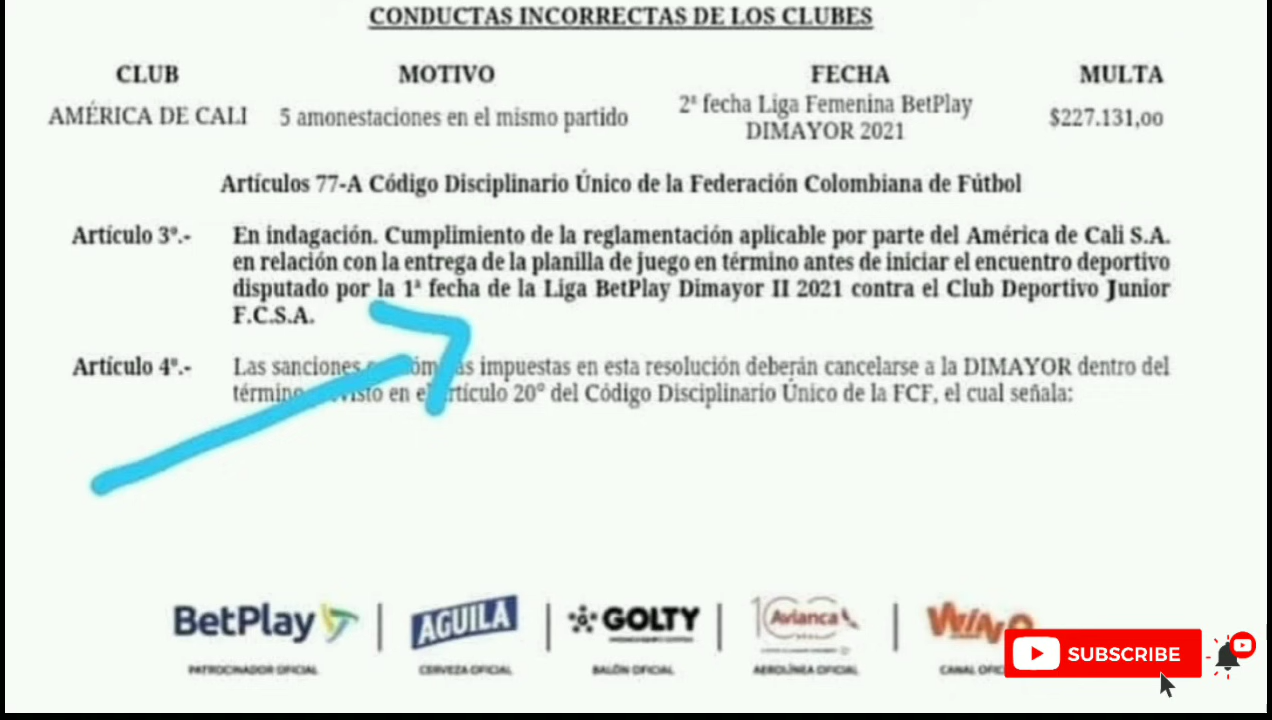 CONDUCTAS INCORRECTAS DE LOS CLUBES
CLUB MOTIVO FECHA MULTA
AMÉRICA DE CALI 5 amonestaciones en el mismo partido 2ª fecha Liga Femenina BetPlay DIMAYOR 2021 $227.131,00
Artículos 77-A Código Disciplinario Único de la Federación Colombiana de Fútbol
Artículo 3º.- En indagación. Cumplimiento de la reglamentación aplicable por parte del América de Cali S.A.
en relación con la entrega de la planilla de juego en término antes de iniciar el encuentro deportivo
disputado por la 1ª fecha de la Liga BetPlay Dimayor II 2021 contra el Club Deportivo Junior
F.C.S.A.
Artículo 4º.- Las sanciones impuestas en esta resolución deberán cancelarse a la DIMAYOR dentro del
término en el artículo 20° del Código Disciplinario Único de la FCF, el cual señala:
BetPlay | AGUILA | GOLTY | Avianca | WIN
PATROCINADOR OFICIAL CERVEZA OFICIAL BALÓN OFICIAL AEROLÍNEA OFICIAL CANAL
SUBSCRIBE